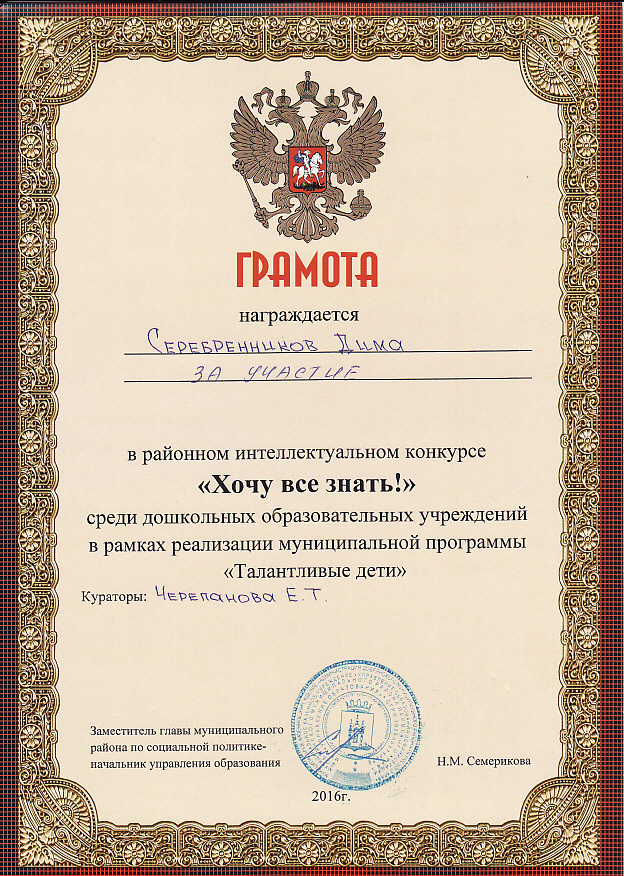 ГРАМОТА
награждается
Серебренников Дима
за участие
в районном интеллектуальном конкурсе
«Хочу все знать!»
среди дошкольных образовательных учреждений
в рамках реализации муниципальной программы
«Талантливые дети»
Кураторы: Черепанова Е.Т.
Заместитель главы муниципального
района по социальной политике-
начальник управления образования
Н.М. Семерикова
2016г.